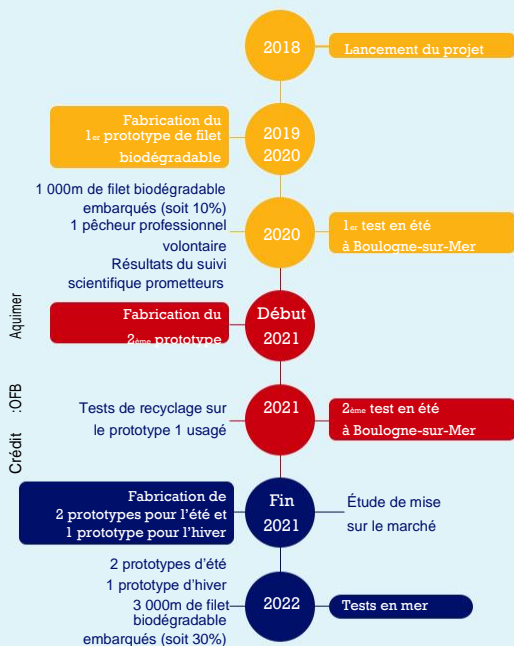 2018
Lancement du projet
Fabrication du
1er prototype de filet
biodégradable
2019
2020
1 000m de filet biodégradable
embarqués (soit 10%)
1 pêcheur professionnel
volontaire
Résultats du suivi
scientifique prometteurs
2020
1er test en été
à Boulogne-sur-Mer
Fabrication du
2ème prototype
Début
2021
Tests de recyclage sur
le prototype 1 usagé
2021
2ème test en été
à Boulogne-sur-Mer
Fabrication de
2 prototypes pour l'été et
1 prototype pour l'hiver
Fin
2021
Étude de mise
sur le marché
2 prototypes d'été
1 prototype d'hiver
3 000m de filet
biodégradable
embarqués (soit 30%)
2022
Tests en mer
Crédit :OFB Aquimer